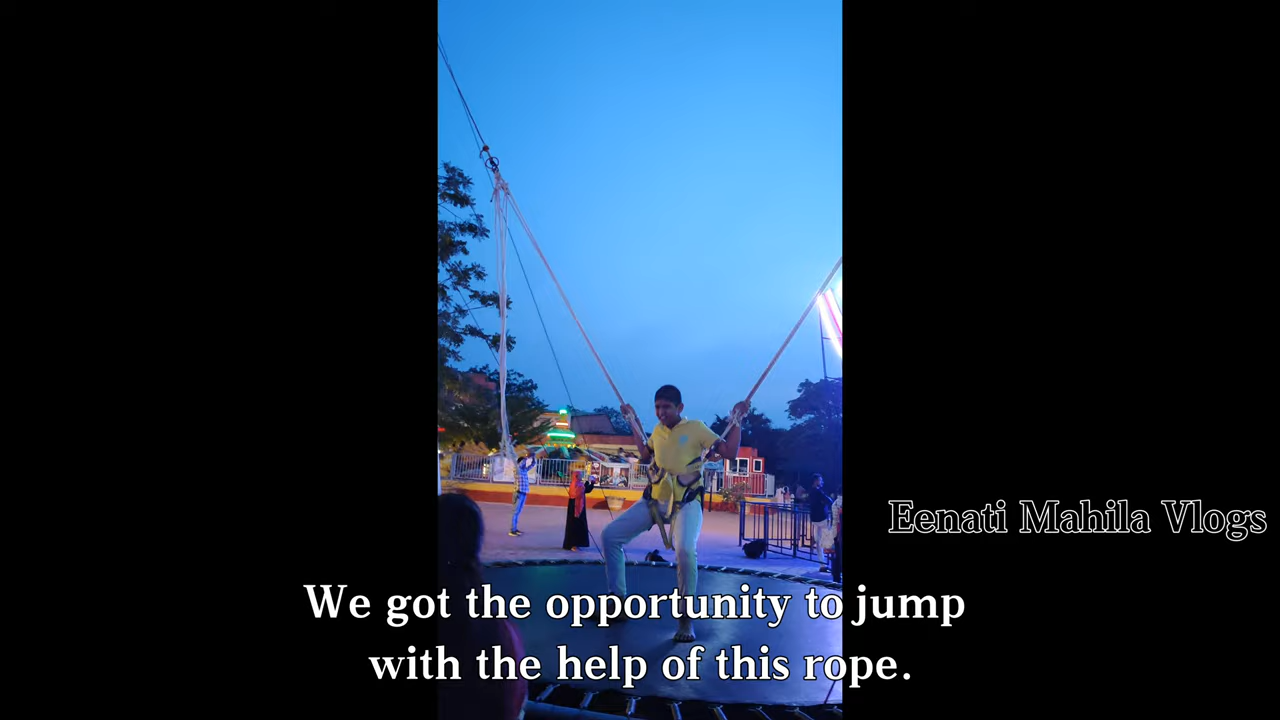 Eenati Mahila Vlogs
We got the opportunity to jump
with the help of this rope.